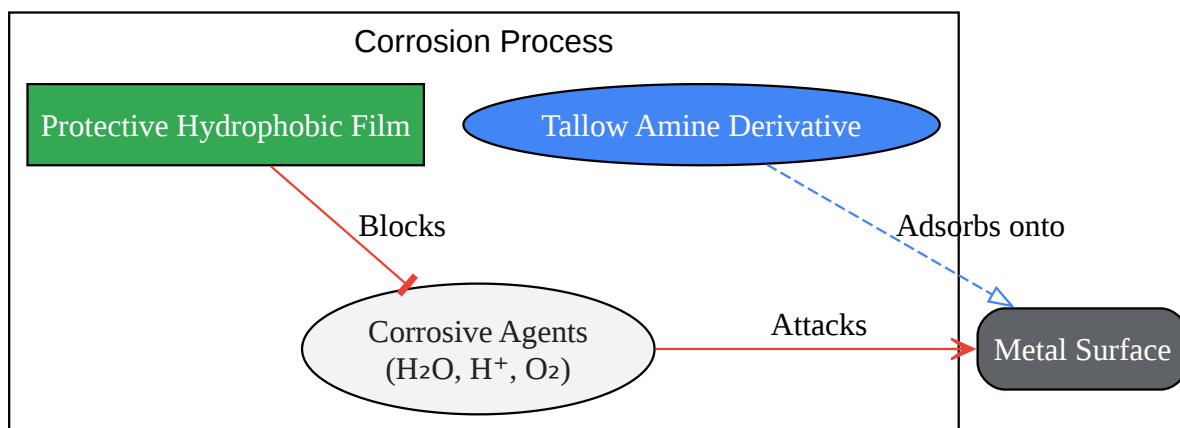 Corrosion Process
Protective Hydrophobic Film
Tallow Amine Derivative
Blocks
Adsorbs onto
Corrosive Agents
(H₂O, H⁺, O₂)
Attacks
Metal Surface